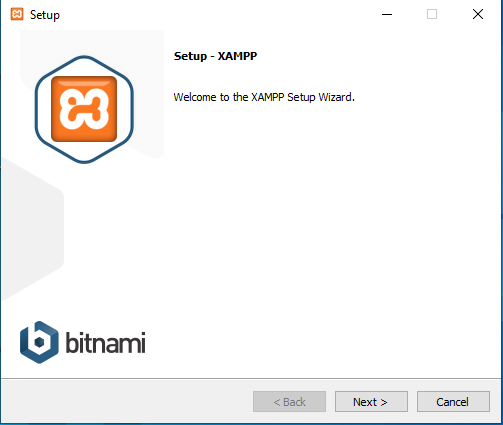 Setup
Setup - XAMPP
Welcome to the XAMPP Setup Wizard.
bitnami
< Back
Next >
Cancel